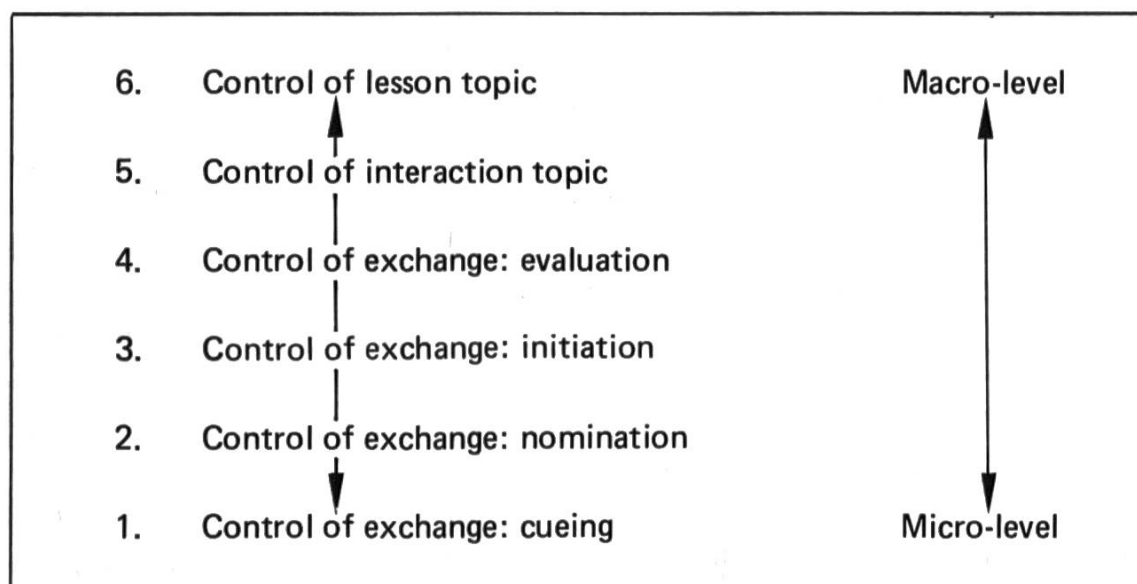 6. Control of lesson topic Macro-level
5. Control of interaction topic
4. Control of exchange: evaluation
3. Control of exchange: initiation
2. Control of exchange: nomination
1. Control of exchange: cueing Micro-level